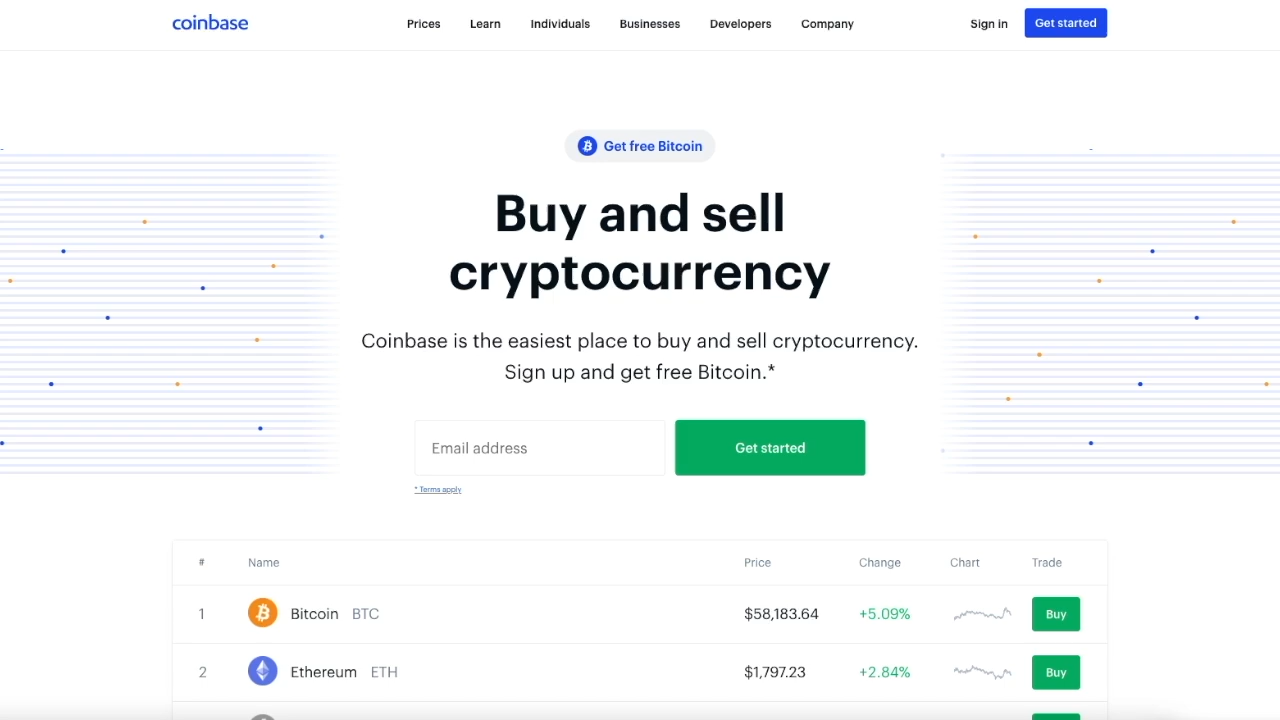 coinbase
Prices Learn Individuals Businesses Developers Company
Sign in Get started
Get free Bitcoin
Buy and sell
cryptocurrency
Coinbase is the easiest place to buy and sell cryptocurrency.
Sign up and get free Bitcoin.*
Email address Get started
* Terms apply
# Name Price Change Chart Trade
1 Bitcoin BTC $58,183.64 +5.09% Buy
2 Ethereum ETH $1,797.23 +2.84% Buy